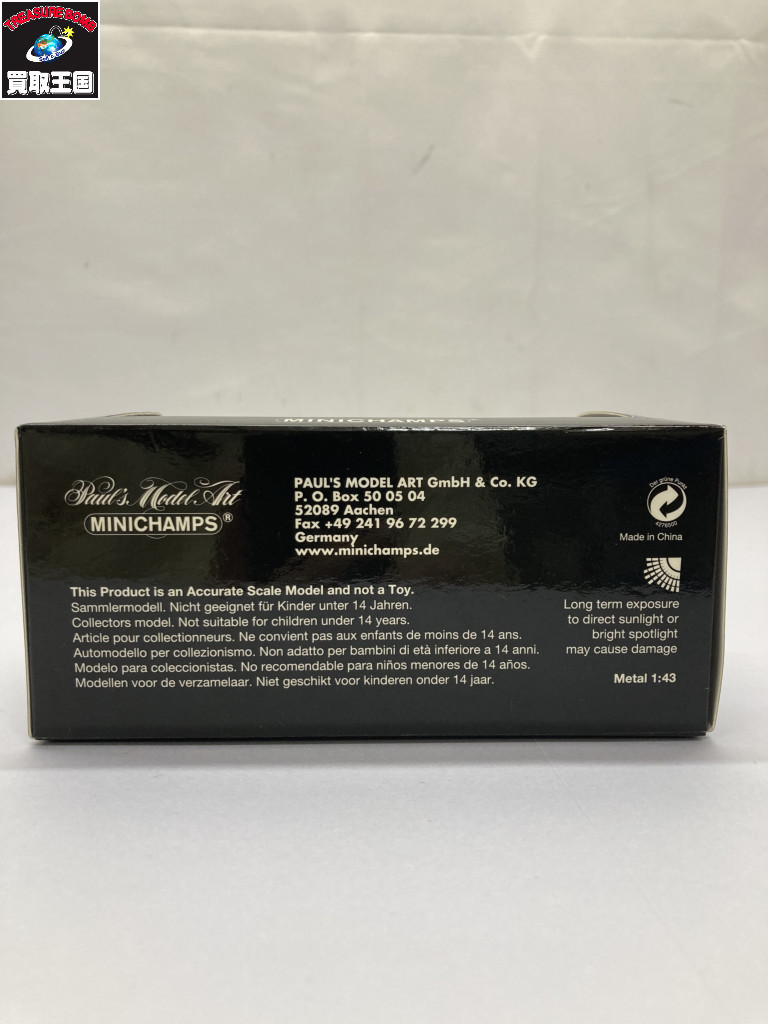 TREASURE BOMB
買取王国
MINICHAMPS
Paul's Model Art
MINICHAMPS®
PAUL'S MODEL ART GmbH & Co. KG
P. O. Box 50 05 04
52089 Aachen
Fax +49 241 96 72 299
Germany
www.minichamps.de
Der grüne Punkt
4276000
Made in China
This Product is an Accurate Scale Model and not a Toy.
Sammlermodell. Nicht geeignet für Kinder unter 14 Jahren.
Collectors model. Not suitable for children under 14 years.
Article pour collectionneurs. Ne convient pas aux enfants de moins de 14 ans.
Automodello per collezionismo. Non adatto per bambini di età inferiore a 14 anni.
Modelo para coleccionistas. No recomendable para niños menores de 14 años.
Modellen voor de verzamelaar. Niet geschikt voor kinderen onder 14 jaar.
Long term exposure
to direct sunlight or
bright spotlight
may cause damage
Metal 1:43